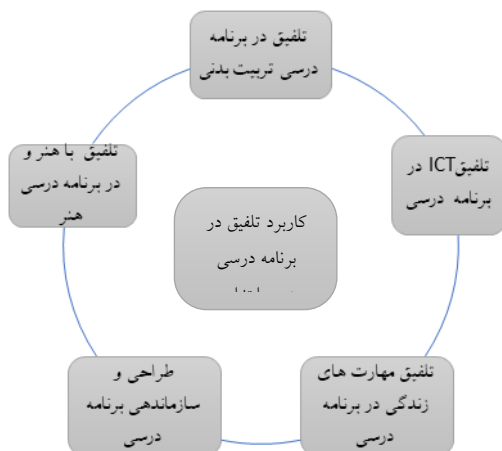 تلفیق در برنامه
درسی تربیت بدنی
تلفیقICT در
برنامه درسی
تلفیق مهارت های
زندگی در برنامه
درسی
طراحی و
سازماندهی برنامه
درسی
تلفیق با هنر و
در برنامه درسی
هنر
کاربرد تلفیق در
برنامه درسی